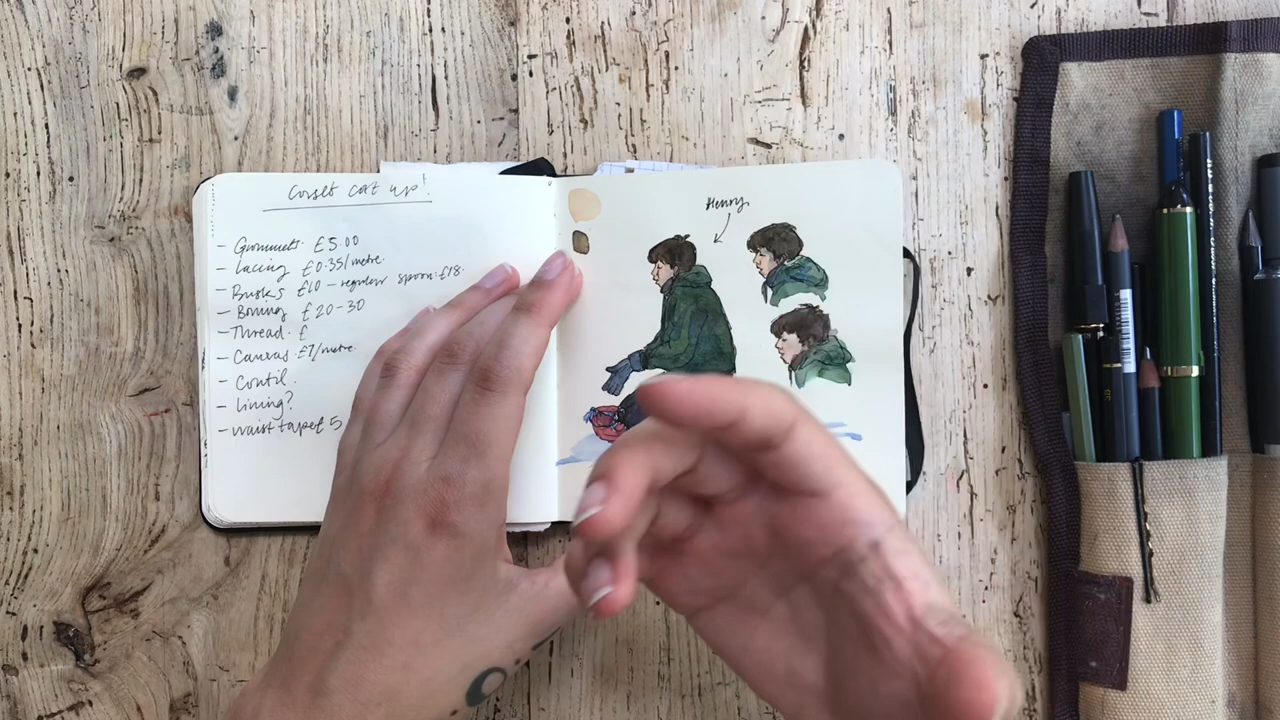 Corset cost up!
- Grommets. £5.00
- Lacing £0.35/metre.
- Busks £10 - regular spoon: £18.
- Boning £20-30
- Thread. £
- Canvas. £7/metre.
- Coutil.
- Lining?
- Waist tape £5
Henry